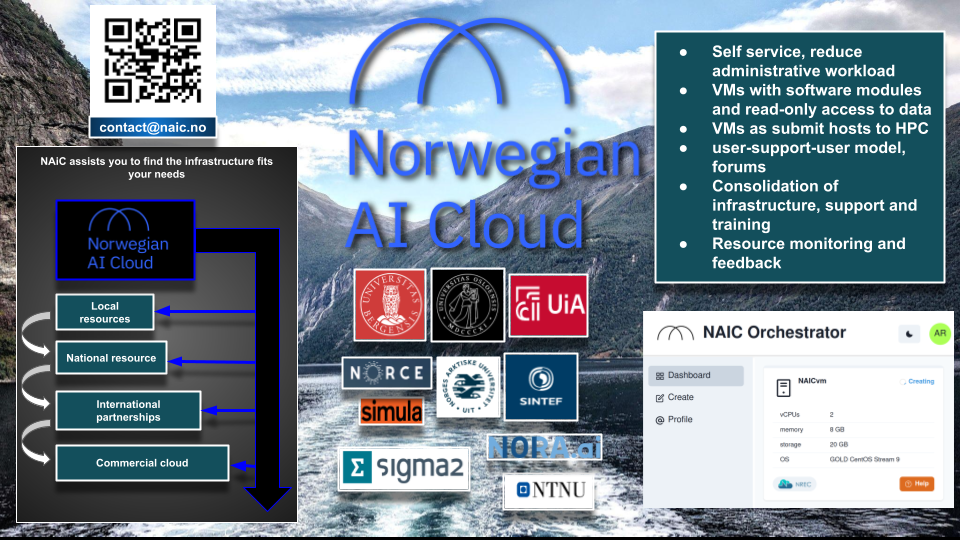 contact@naic.no
NAiC assists you to find the infrastructure fits
your needs
Norwegian
AI Cloud
Local
resources
National resource
International
partnerships
Commercial cloud
Norwegian
AI Cloud
UNIVERSITAS
BERGENSIS
UNIVERSITAS OSLOENSIS
MDCCCXI
UiA
NORCE
NORGES ARKTISKE UNIVERSITET
UIT
SINTEF
simula
NORA.ai
Σ sigma2
NTNU
● Self service, reduce
administrative workload
● VMs with software modules
and read-only access to data
● VMs as submit hosts to HPC
● user-support-user model,
forums
● Consolidation of
infrastructure, support and
training
● Resource monitoring and
feedback
NAIC Orchestrator
AR
Dashboard
Create
Profile
NAICvm
Creating
vCPUs 2
memory 8 GB
storage 20 GB
OS GOLD CentOS Stream 9
NREC
Help